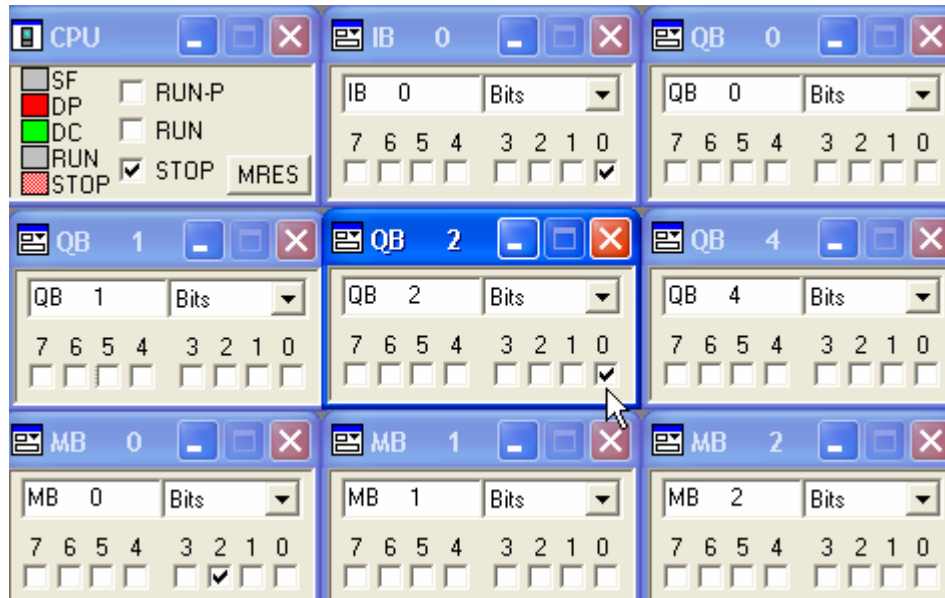 CPU
SF
DP
DC
RUN
STOP
RUN-P
RUN
STOP
MRES
IB 0
IB 0 Bits
7 6 5 4 3 2 1 0
QB 0
QB 0 Bits
7 6 5 4 3 2 1 0
QB 1
QB 1 Bits
7 6 5 4 3 2 1 0
QB 2
QB 2 Bits
7 6 5 4 3 2 1 0
QB 4
QB 4 Bits
7 6 5 4 3 2 1 0
MB 0
MB 0 Bits
7 6 5 4 3 2 1 0
MB 1
MB 1 Bits
7 6 5 4 3 2 1 0
MB 2
MB 2 Bits
7 6 5 4 3 2 1 0